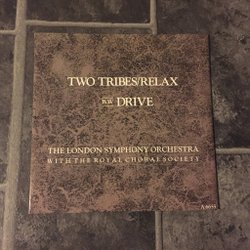 TWO TRIBES/RELAX
B/W DRIVE
THE LONDON SYMPHONY ORCHESTRA
WITH THE ROYAL CHORAL SOCIETY